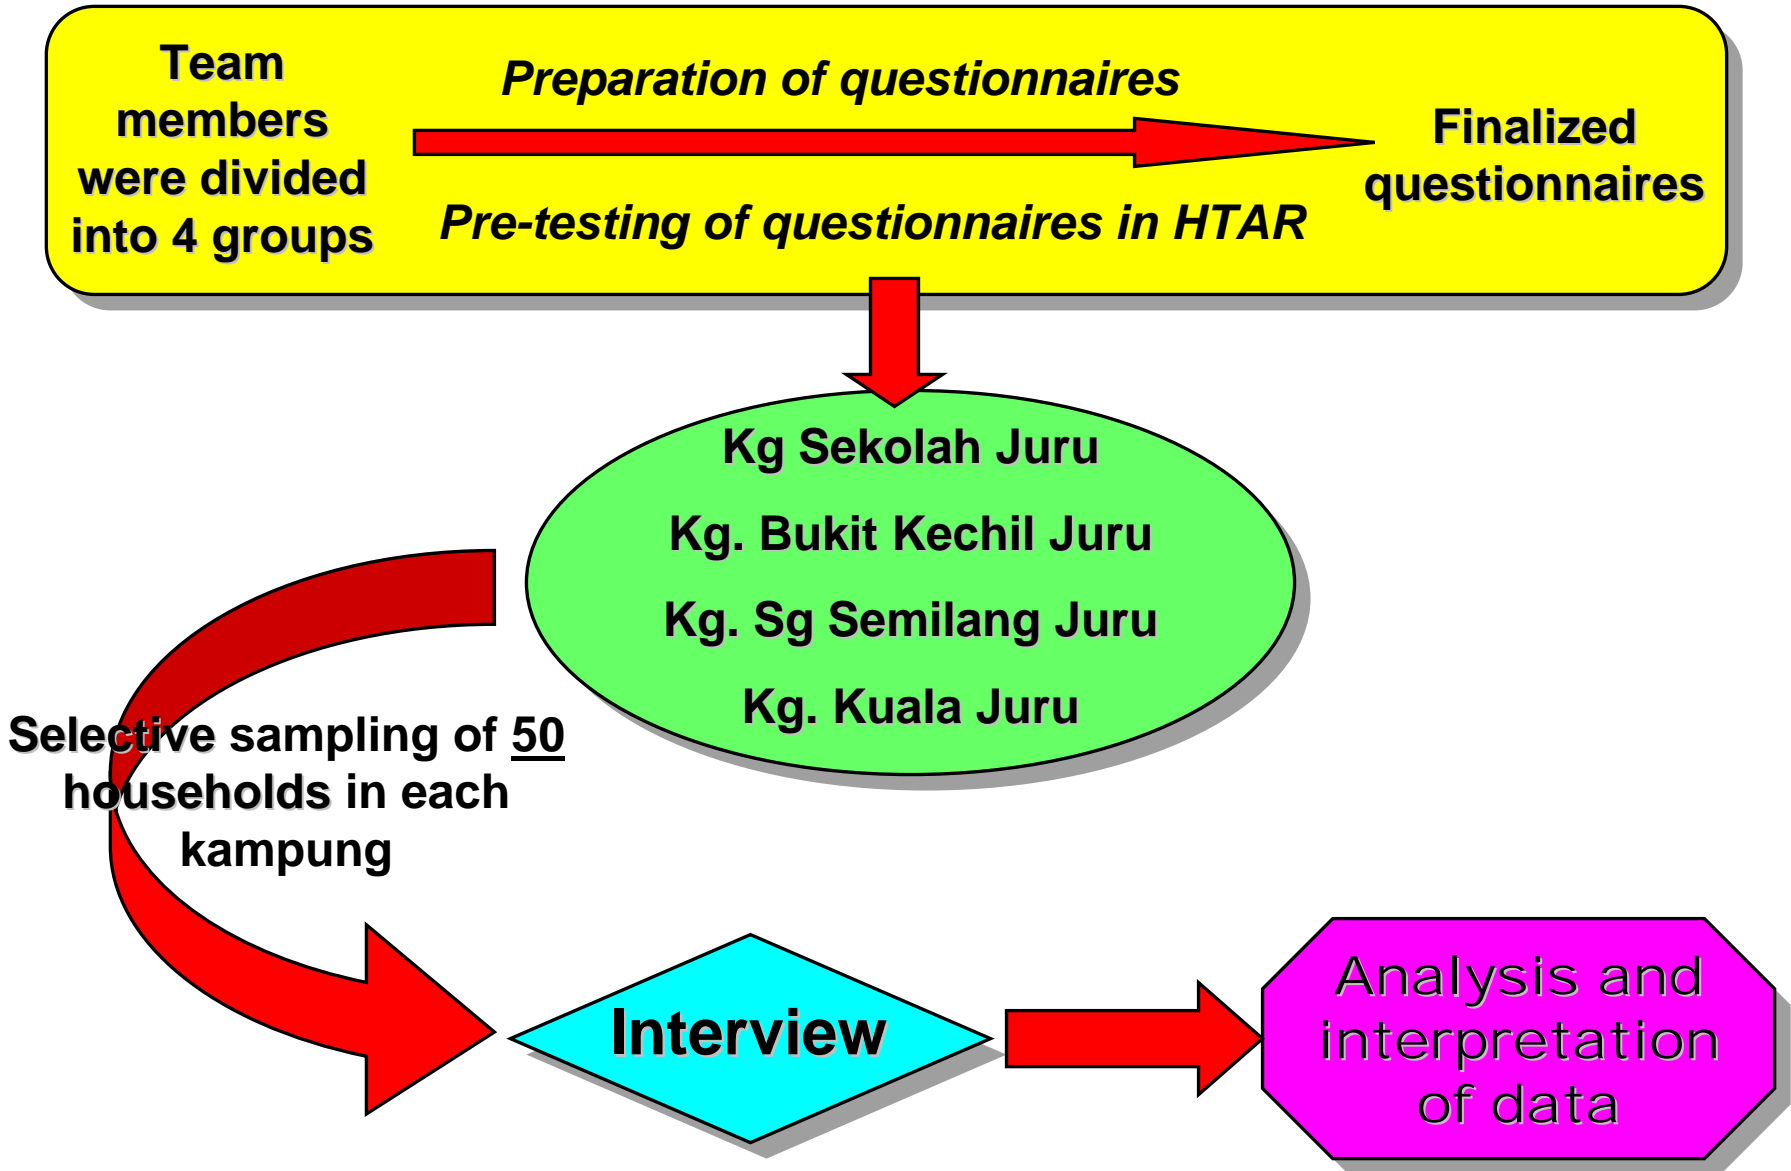 Team
members
were divided
into 4 groups
Preparation of questionnaires
Pre-testing of questionnaires in HTAR
Finalized
questionnaires
Kg Sekolah Juru
Kg. Bukit Kechil Juru
Kg. Sg Semilang Juru
Kg. Kuala Juru
Selective sampling of 50
households in each
kampung
Interview
Analysis and
interpretation
of data